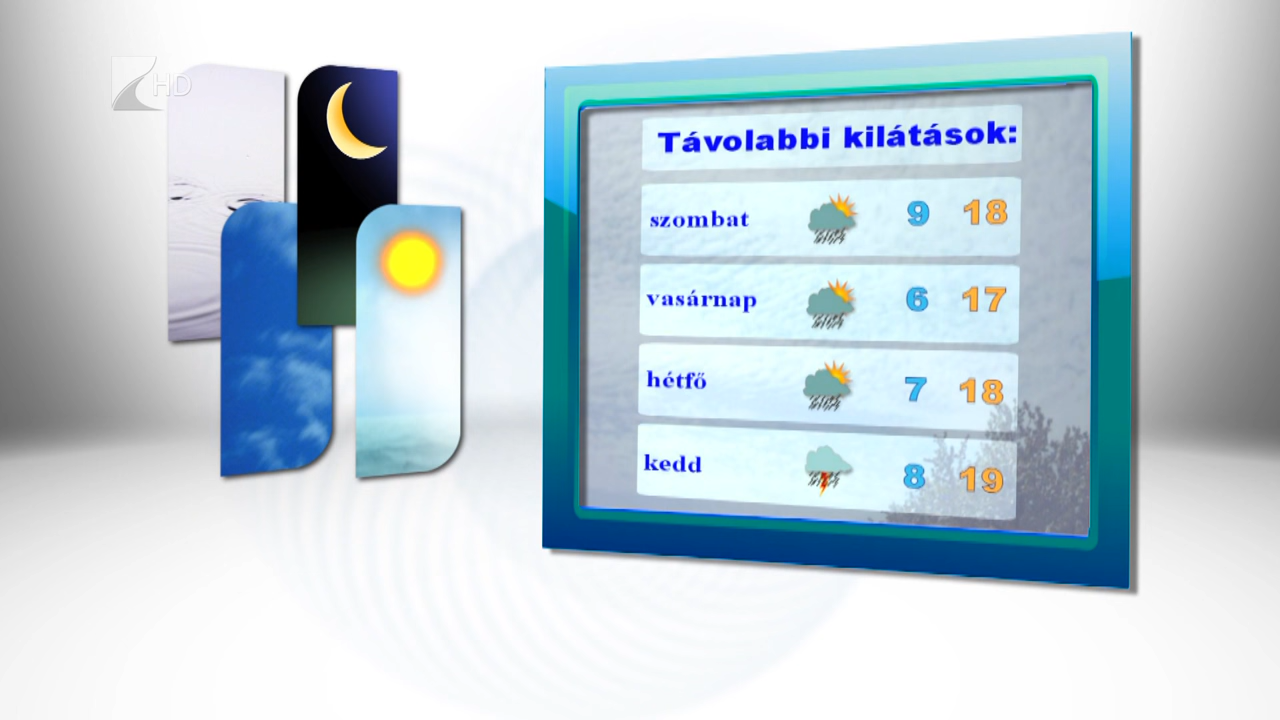 HD
Távolabbi kilátások:
szombat 9 18
vasárnap 6 17
hétfő 7 18
kedd 8 19